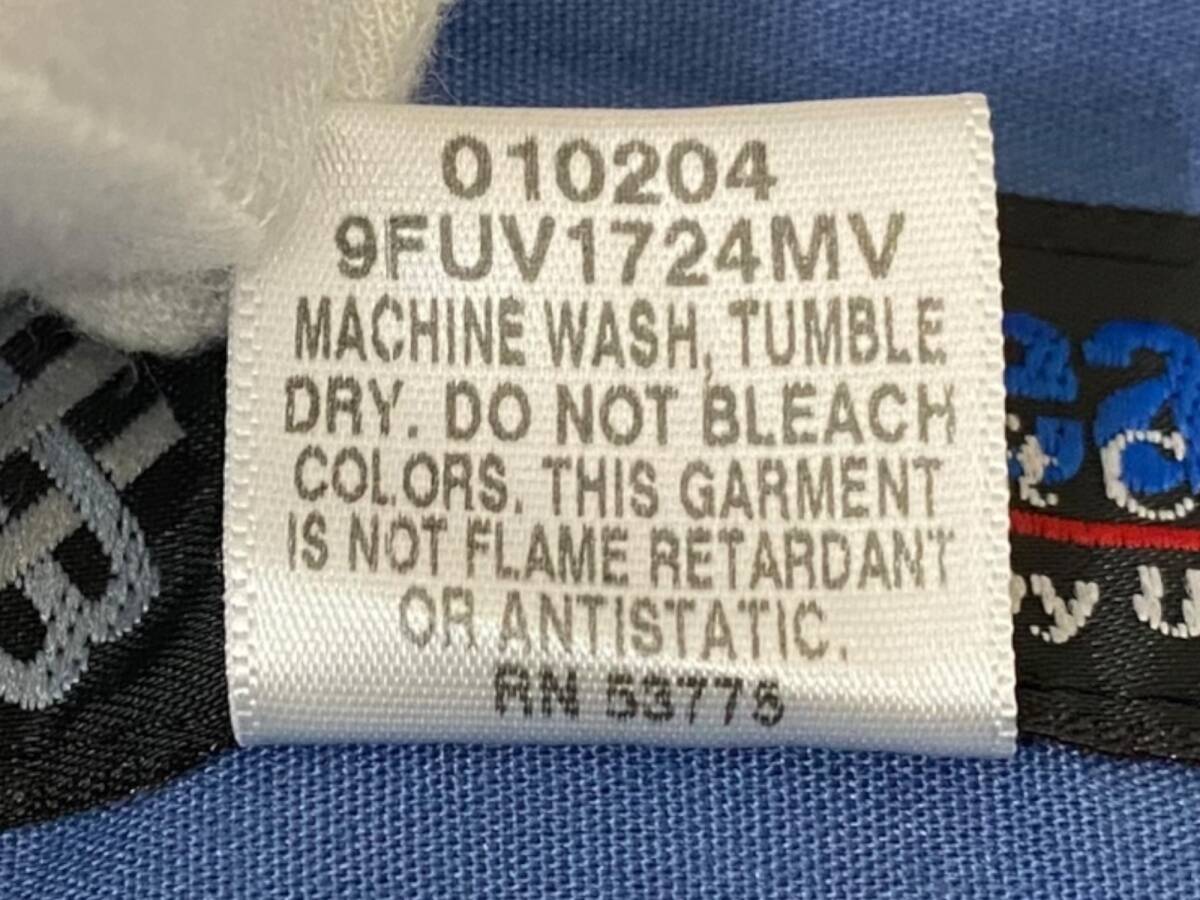 010204
9FUV1724MV
MACHINE WASH, TUMBLE
DRY. DO NOT BLEACH
COLORS. THIS GARMENT
IS NOT FLAME RETARDANT
OR ANTISTATIC.
RN 53775